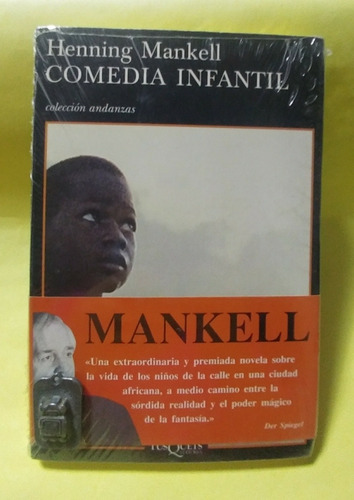 Henning Mankell
COMEDIA INFANTIL
colección andanzas
MANKELL
«Una extraordinaria y premiada novela sobre
la vida de los niños de la calle en una ciudad
africana, a medio camino entre la
sórdida realidad y el poder mágico
de la fantasía.»
Der Spiegel
TUSQUETS